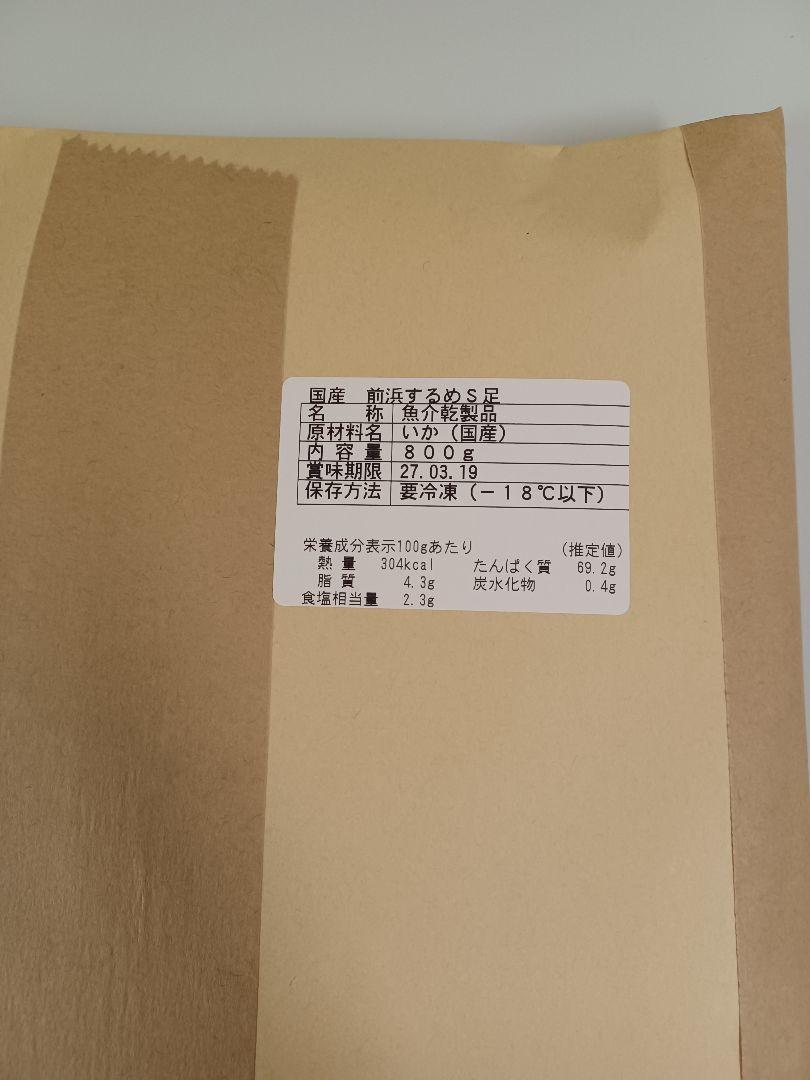 国産 前浜するめS足
名 称 魚介乾製品
原材料名 いか（国産）
内 容 量 800g
賞味期限 27.03.19
保存方法 要冷凍（－18℃以下）
栄養成分表示100gあたり （推定値）
熱 量 304kcal たんぱく質 69.2g
脂 質 4.3g 炭水化物 0.4g
食塩相当量 2.3g